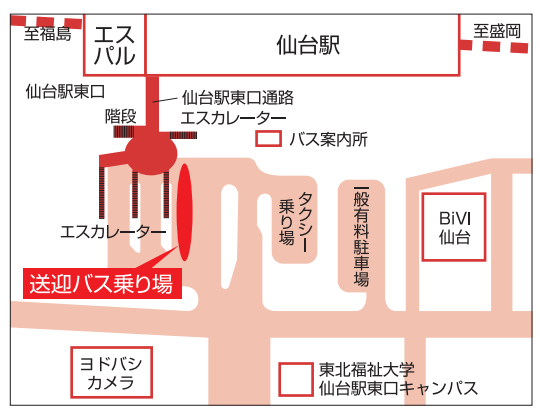 至福島
エス
パル
仙台駅
至盛岡
仙台駅東口
仙台駅東口通路
階段
エスカレーター
バス案内所
タクシー
乗り場
一般有料駐車場
BiVI
仙台
エスカレーター
送迎バス乗り場
ヨドバシ
カメラ
東北福祉大学
仙台駅東口キャンパス